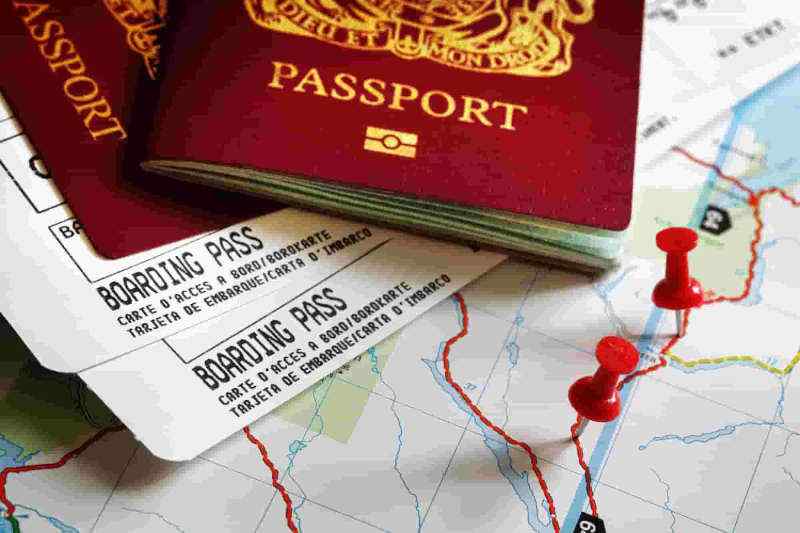 DIEU ET MON DROIT
PASSPORT
PASSPORT
BOARDING PASS
CARTE D'ACCES A BORD/BORDKARTE
TARJETA DE EMBARQUE/CARTA D'IMBARCO
BOARDING PASS
CARTE D'ACCES A BORD/BORDKARTE
TARJETA DE EMBARQUE/CARTA D'IMBARCO